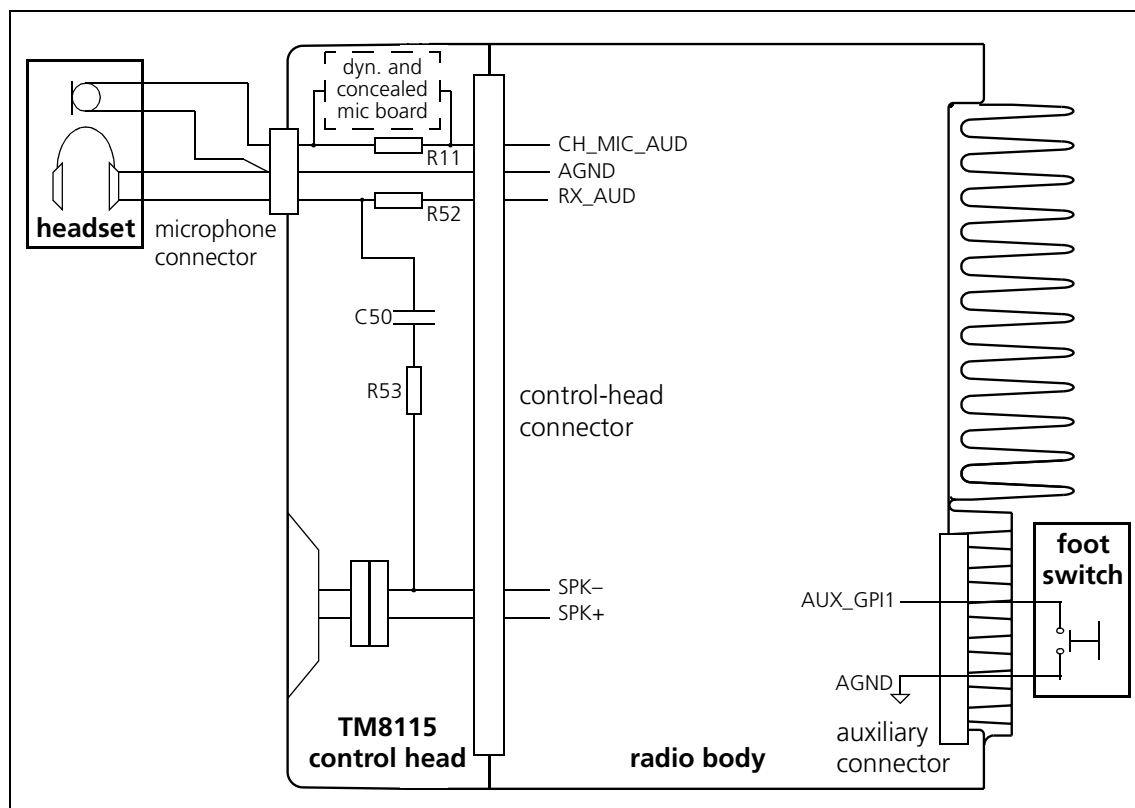 dyn. and
concealed
mic board
R11
CH_MIC_AUD
AGND
RX_AUD
R52
headset
microphone
connector
C50
R53
control-head
connector
SPK–
SPK+
foot
switch
AUX_GPI1
AGND
TM8115
control head
radio body
auxiliary
connector